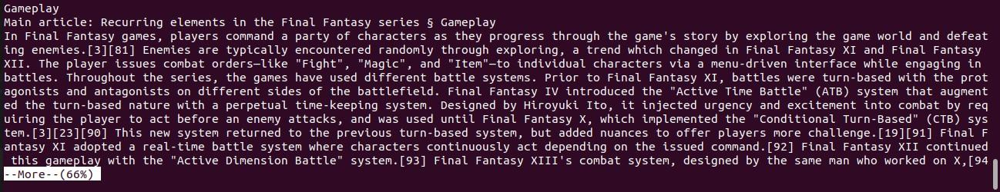 Gameplay
Main article: Recurring elements in the Final Fantasy series § Gameplay
In Final Fantasy games, players command a party of characters as they progress through the game's story by exploring the game world and defeat
ing enemies.[3][81] Enemies are typically encountered randomly through exploring, a trend which changed in Final Fantasy XI and Final Fantasy
XII. The player issues combat orders—like "Fight", "Magic", and "Item"—to individual characters via a menu-driven interface while engaging in
battles. Throughout the series, the games have used different battle systems. Prior to Final Fantasy XI, battles were turn-based with the prot
agonists and antagonists on different sides of the battlefield. Final Fantasy IV introduced the "Active Time Battle" (ATB) system that augment
ed the turn-based nature with a perpetual time-keeping system. Designed by Hiroyuki Ito, it injected urgency and excitement into combat by req
uiring the player to act before an enemy attacks, and was used until Final Fantasy X, which implemented the "Conditional Turn-Based" (CTB) sys
tem.[3][23][90] This new system returned to the previous turn-based system, but added nuances to offer players more challenge.[19][91] Final F
antasy XI adopted a real-time battle system where characters continuously act depending on the issued command.[92] Final Fantasy XII continued
 this gameplay with the "Active Dimension Battle" system.[93] Final Fantasy XIII's combat system, designed by the same man who worked on X,[94
--More--(66%)